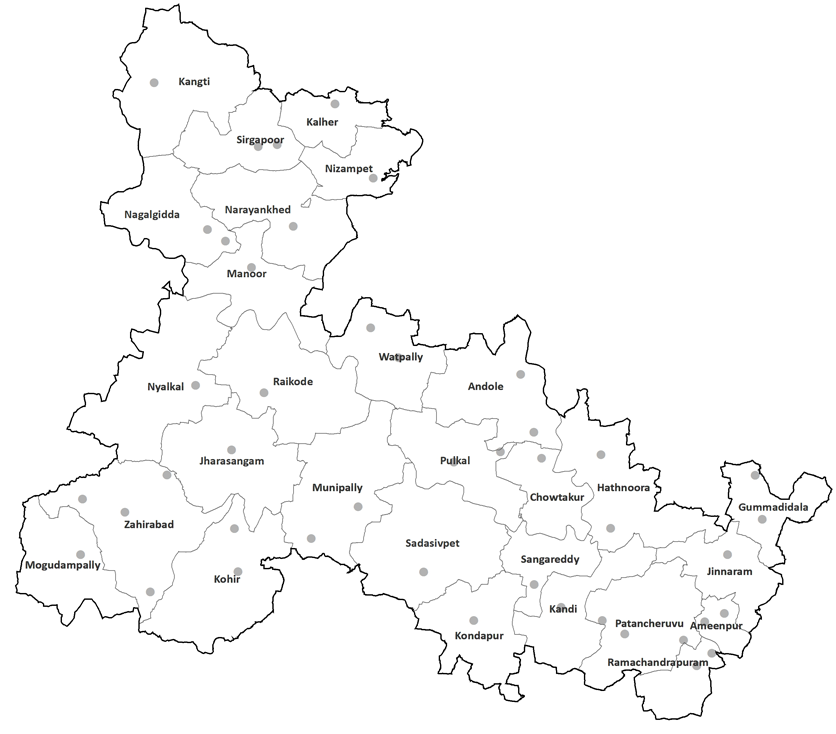 Kangti
Kalher
Sirgapoor
Nizampet
Narayankhed
Nagalgidda
Manoor
Watpally
Raikode
Nyalkal
Andole
Jharasangam
Pulkal
Munipally
Hathnoora
Chowtakur
Gummadidala
Zahirabad
Sadasivpet
Sangareddy
Mogudampally
Jinnaram
Kohir
Kandi
Patancheruvu
Ameenpur
Kondapur
Ramachandrapuram